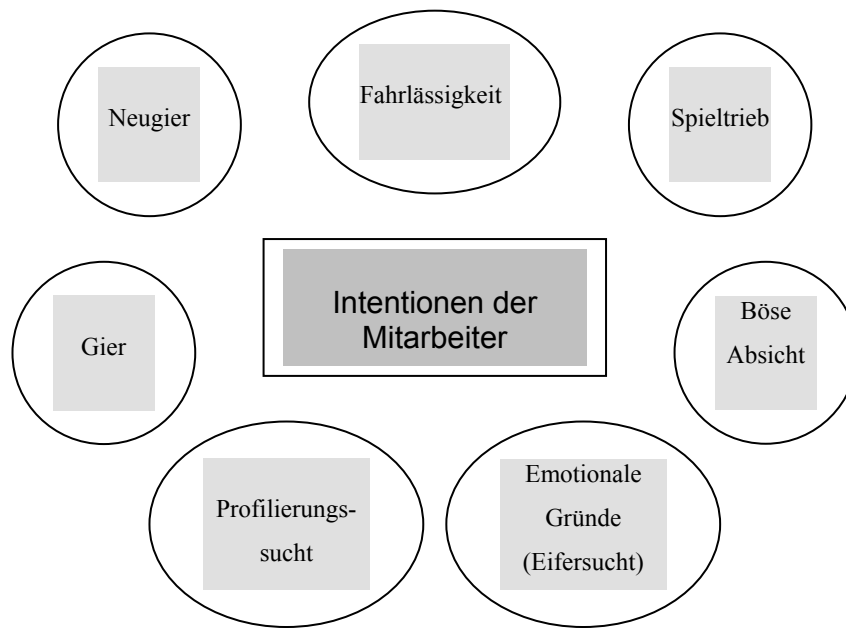 Neugier
Fahrlässigkeit
Spieltrieb
Intentionen der
Mitarbeiter
Gier
Böse
Absicht
Profilierungs-
sucht
Emotionale
Gründe
(Eifersucht)